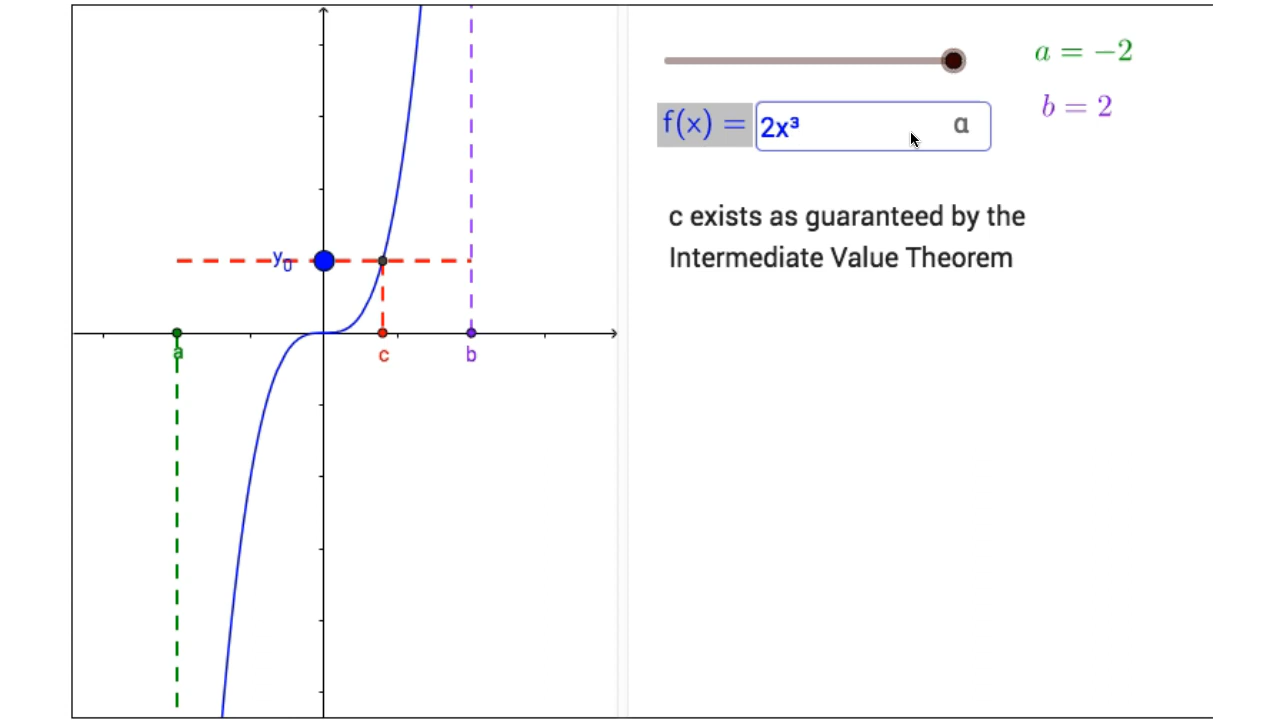 a = −2
f(x) = 2x³ α
b = 2
c exists as guaranteed by the
Intermediate Value Theorem
y₀
a
c
b